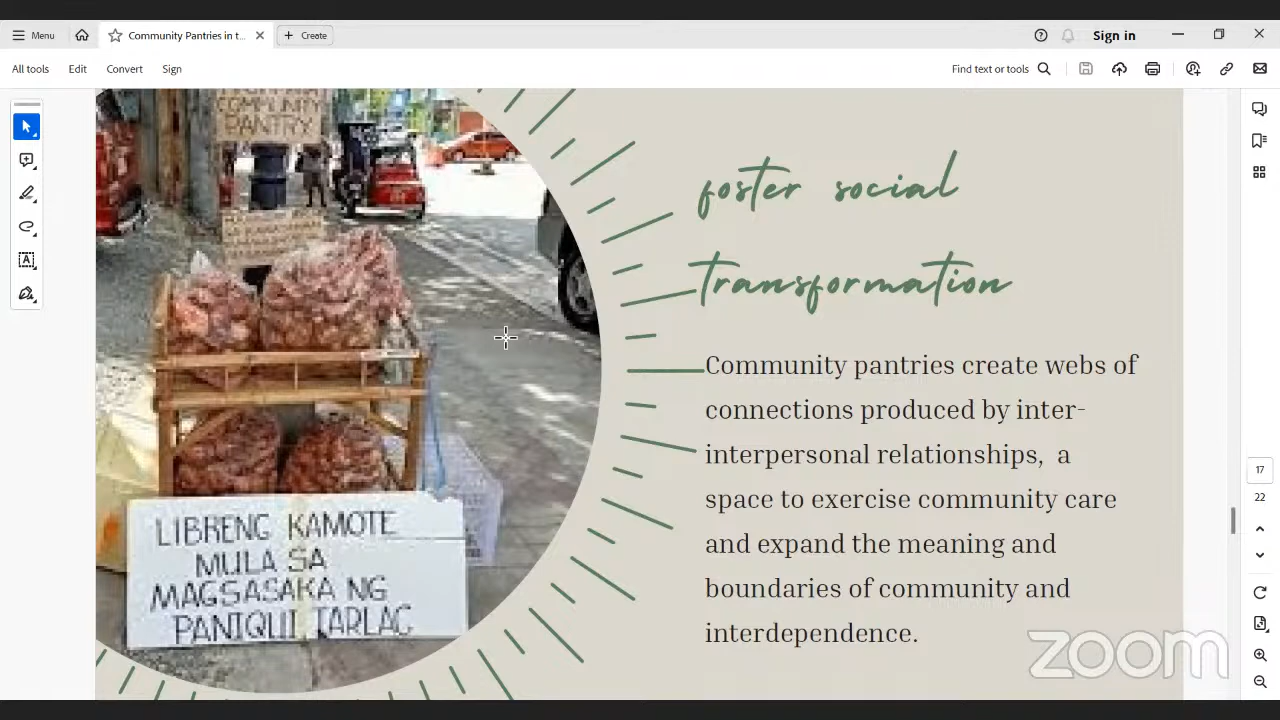 Menu
Community Pantries in t...
Create
Sign in
All tools
Edit
Convert
Sign
Find text or tools
COMMUNITY
PANTRY
foster social
transformation
Community pantries create webs of
connections produced by inter-
interpersonal relationships, a
space to exercise community care
and expand the meaning and
boundaries of community and
interdependence.
LIBRENG KAMOTE
MULA SA
MAGSASAKA NG
PANIQUI TARLAC
17
22
zoom